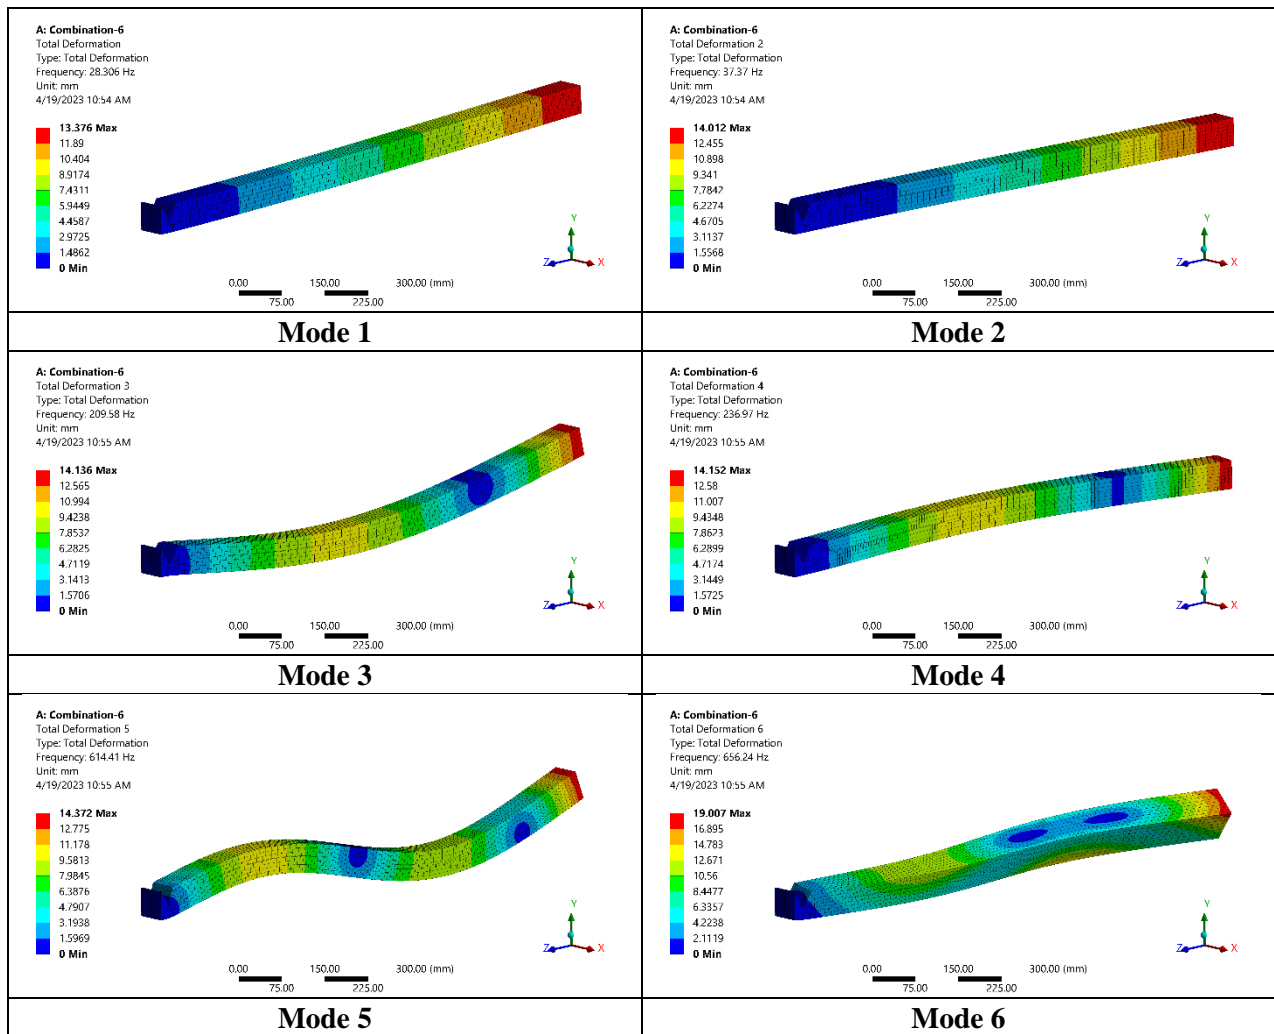 A: Combination-6
Total Deformation
Type: Total Deformation
Frequency: 28.306 Hz
Unit: mm
4/19/2023 10:54 AM
13.376 Max
11.89
10.404
8.9174
7.4311
5.9449
4.4587
2.9725
1.4862
0 Min
Y
Z
X
0.00 150.00 300.00 (mm)
75.00 225.00
Mode 1
A: Combination-6
Total Deformation 2
Type: Total Deformation
Frequency: 37.37 Hz
Unit: mm
4/19/2023 10:54 AM
14.012 Max
12.455
10.898
9.341
7.7842
6.2274
4.6705
3.1137
1.5568
0 Min
Y
Z
X
0.00 150.00 300.00 (mm)
75.00 225.00
Mode 2
A: Combination-6
Total Deformation 3
Type: Total Deformation
Frequency: 209.58 Hz
Unit: mm
4/19/2023 10:55 AM
14.136 Max
12.565
10.994
9.4238
7.8532
6.2825
4.7119
3.1413
1.5706
0 Min
Y
Z
X
0.00 150.00 300.00 (mm)
75.00 225.00
Mode 3
A: Combination-6
Total Deformation 4
Type: Total Deformation
Frequency: 236.97 Hz
Unit: mm
4/19/2023 10:55 AM
14.152 Max
12.58
11.007
9.4348
7.8623
6.2899
4.7174
3.1449
1.5725
0 Min
Y
Z
X
0.00 150.00 300.00 (mm)
75.00 225.00
Mode 4
A: Combination-6
Total Deformation 5
Type: Total Deformation
Frequency: 614.41 Hz
Unit: mm
4/19/2023 10:55 AM
14.372 Max
12.775
11.178
9.5813
7.9845
6.3876
4.7907
3.1938
1.5969
0 Min
Y
Z
X
0.00 150.00 300.00 (mm)
75.00 225.00
Mode 5
A: Combination-6
Total Deformation 6
Type: Total Deformation
Frequency: 656.24 Hz
Unit: mm
4/19/2023 10:55 AM
19.007 Max
16.895
14.783
12.671
10.56
8.4477
6.3357
4.2238
2.1119
0 Min
Y
Z
X
0.00 150.00 300.00 (mm)
75.00 225.00
Mode 6